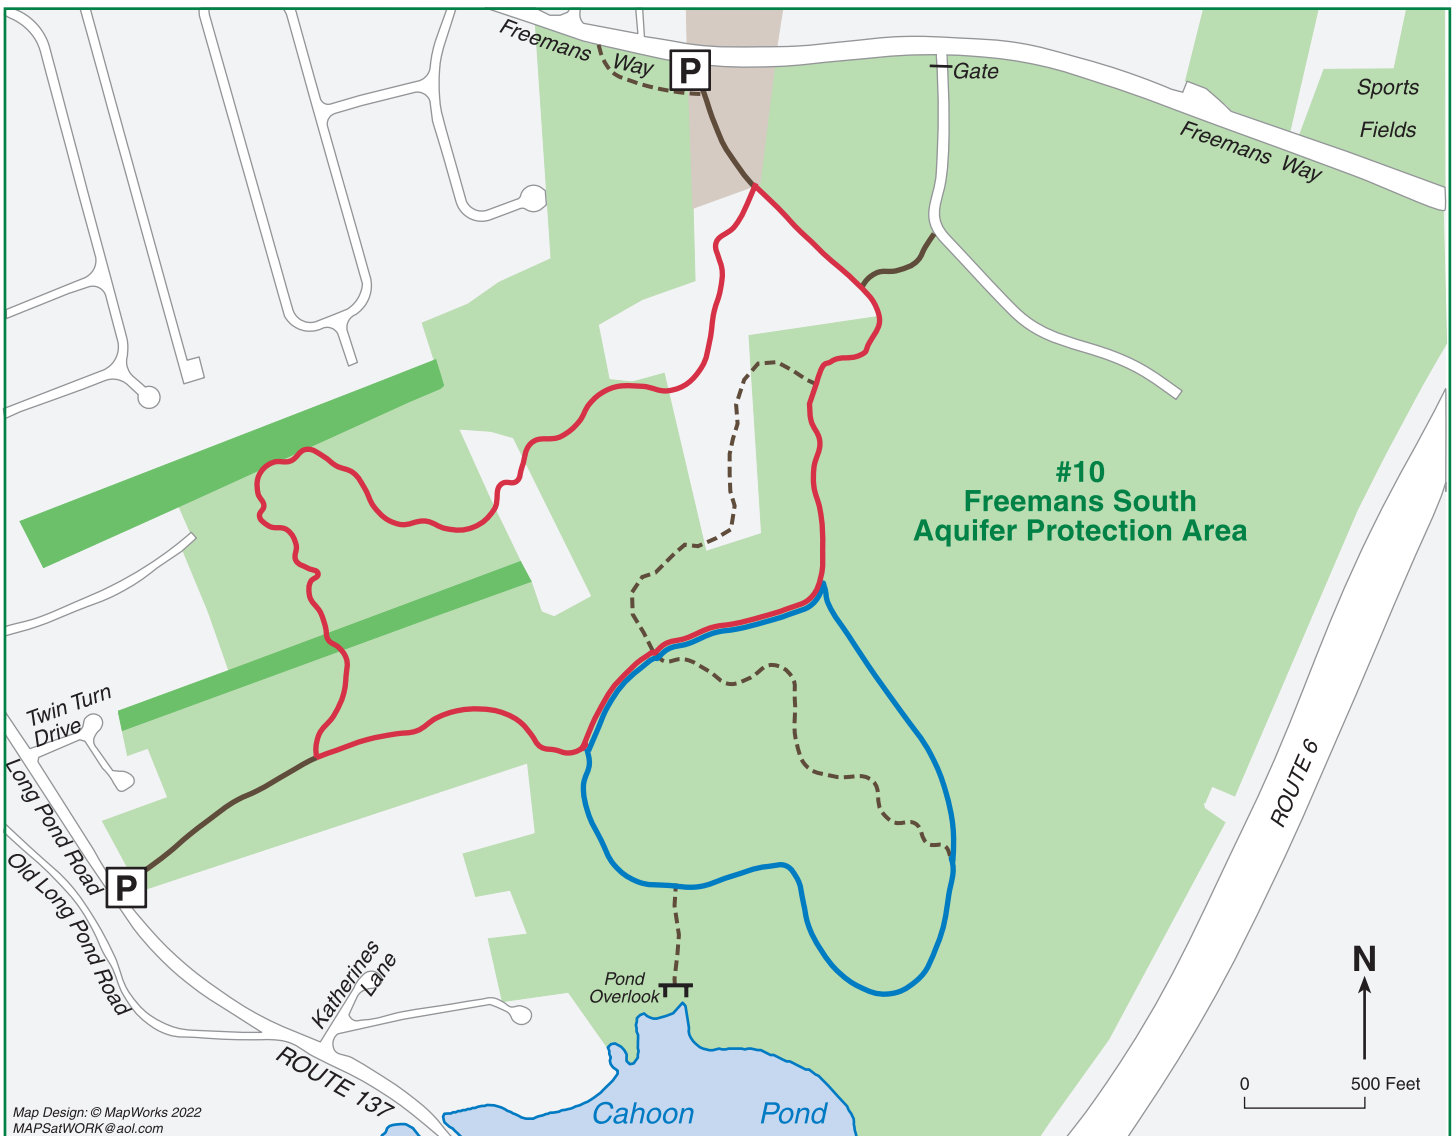 Freemans Way
P
Gate
Sports
Fields
Freemans Way
#10
Freemans South
Aquifer Protection Area
Twin Turn
Drive
Long Pond Road
Old Long Pond Road
P
ROUTE 6
Katherines
Lane
Pond
Overlook
N
0 500 Feet
ROUTE 137
Cahoon Pond
Map Design: © MapWorks 2022
MAPSatWORK@aol.com